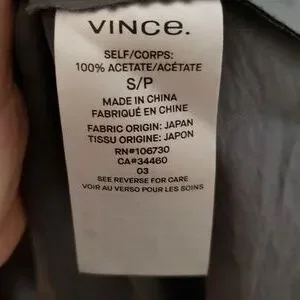 VINCE.
SELF/CORPS:
100% ACETATE/ACÉTATE
S/P
MADE IN CHINA
FABRIQUÉ EN CHINE
FABRIC ORIGIN: JAPAN
TISSU ORIGINE: JAPON
RN#106730
CA#34460
03
SEE REVERSE FOR CARE
VOIR AU VERSO POUR LES SOINS